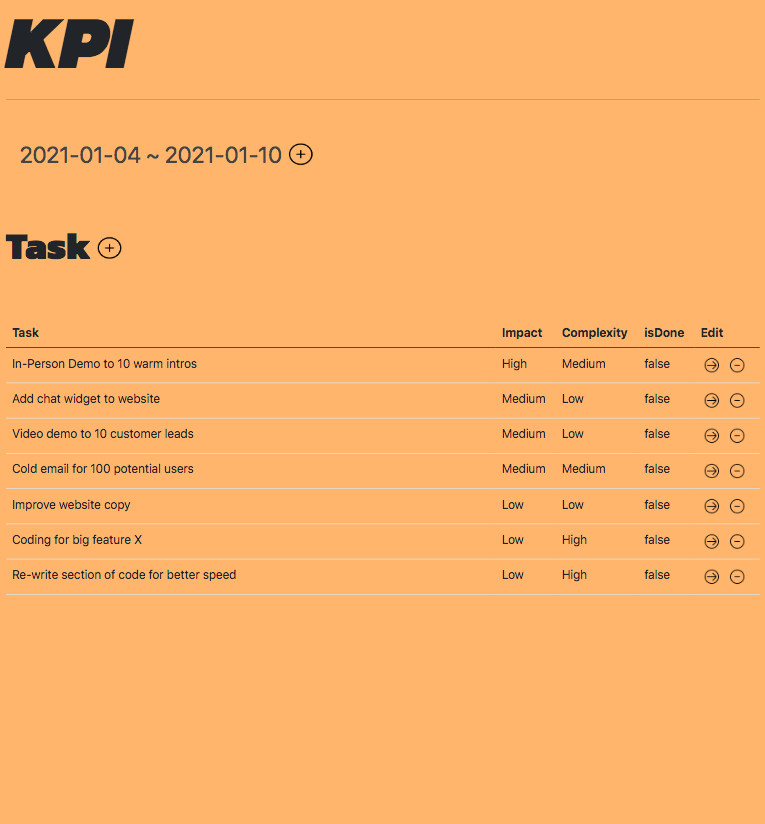 KPI
2021-01-04 ~ 2021-01-10
Task
Task Impact Complexity isDone Edit
In-Person Demo to 10 warm intros High Medium false
Add chat widget to website Medium Low false
Video demo to 10 customer leads Medium Low false
Cold email for 100 potential users Medium Medium false
Improve website copy Low Low false
Coding for big feature X Low High false
Re-write section of code for better speed Low High false